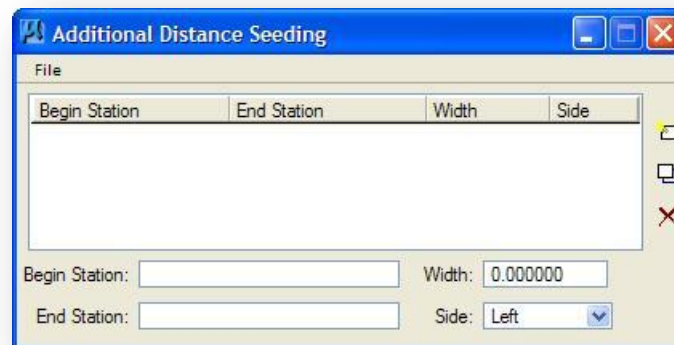 Additional Distance Seeding
File
Begin Station End Station Width Side
Begin Station: Width: 0.000000
End Station: Side: Left